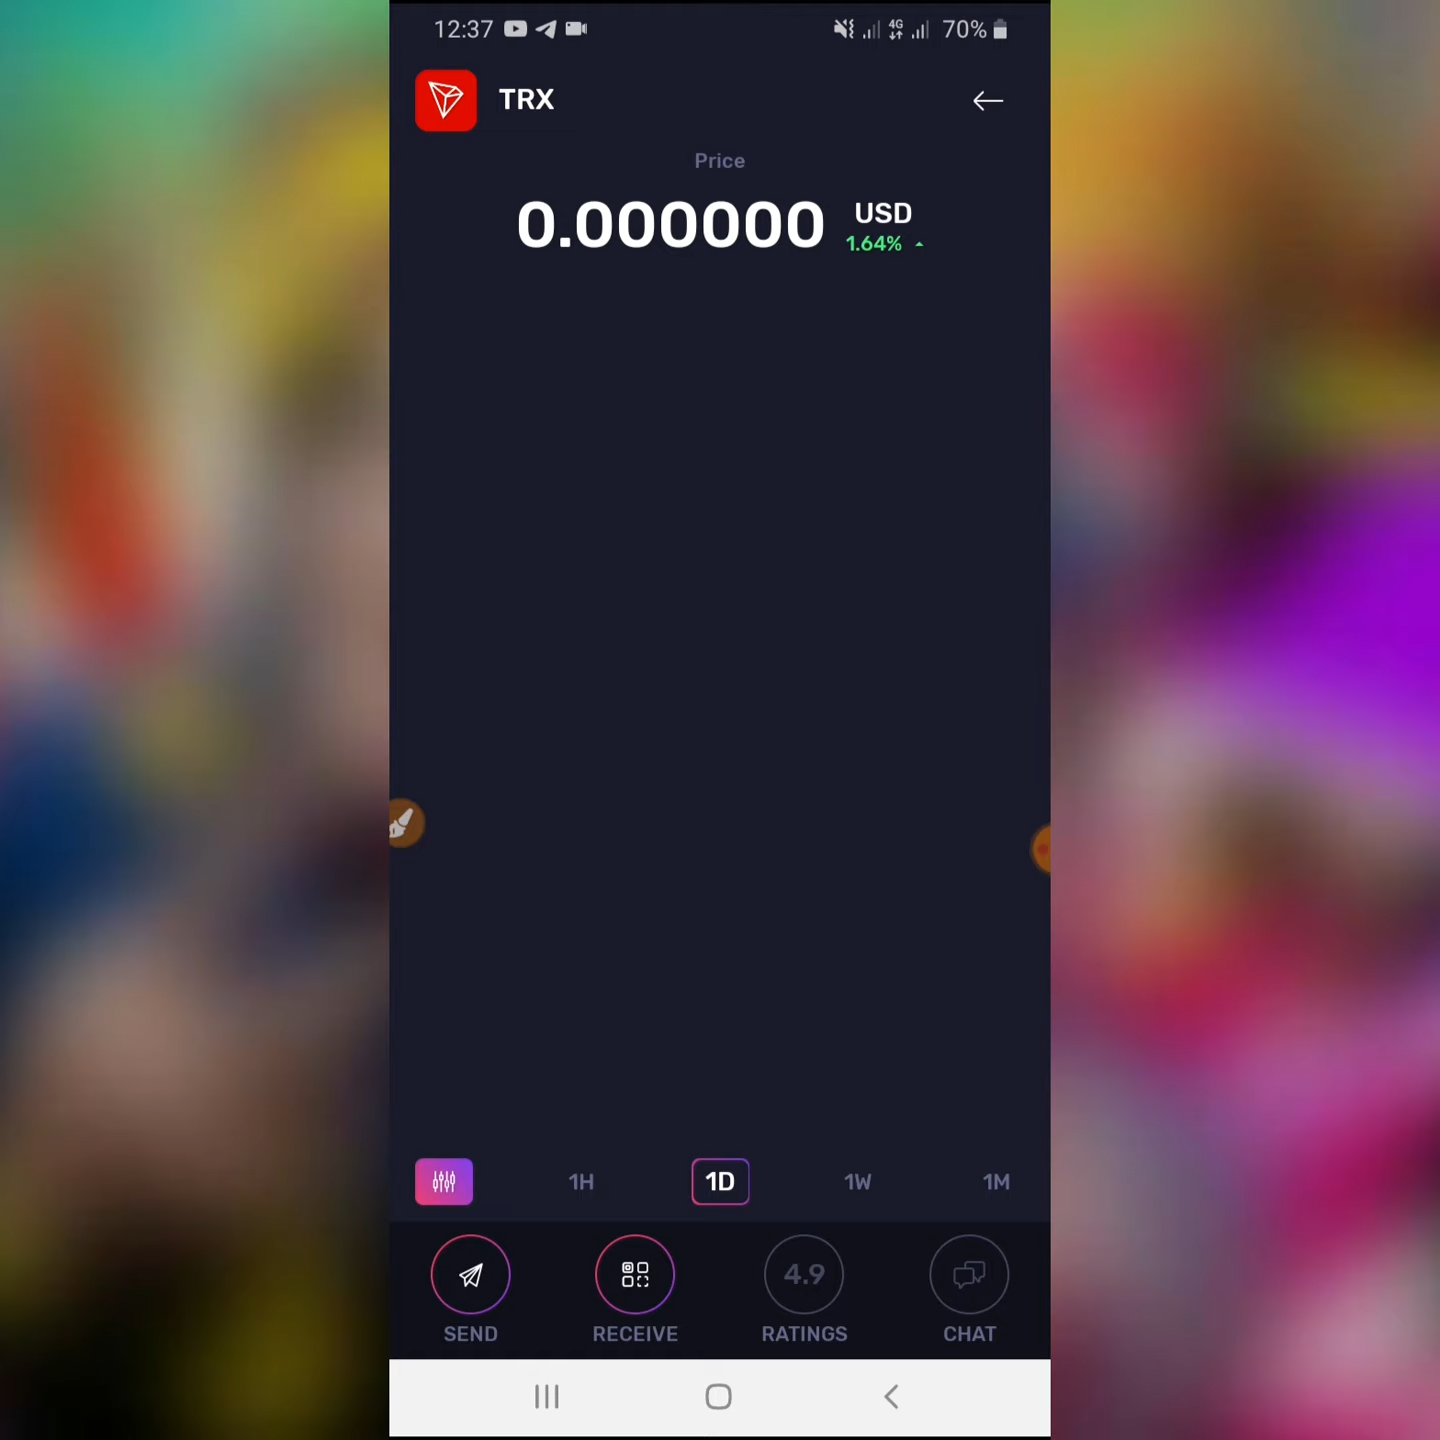 12:37
4G
70%
TRX
Price
0.000000 USD
1.64%
1H 1D 1W 1M
4.9
SEND RECEIVE RATINGS CHAT